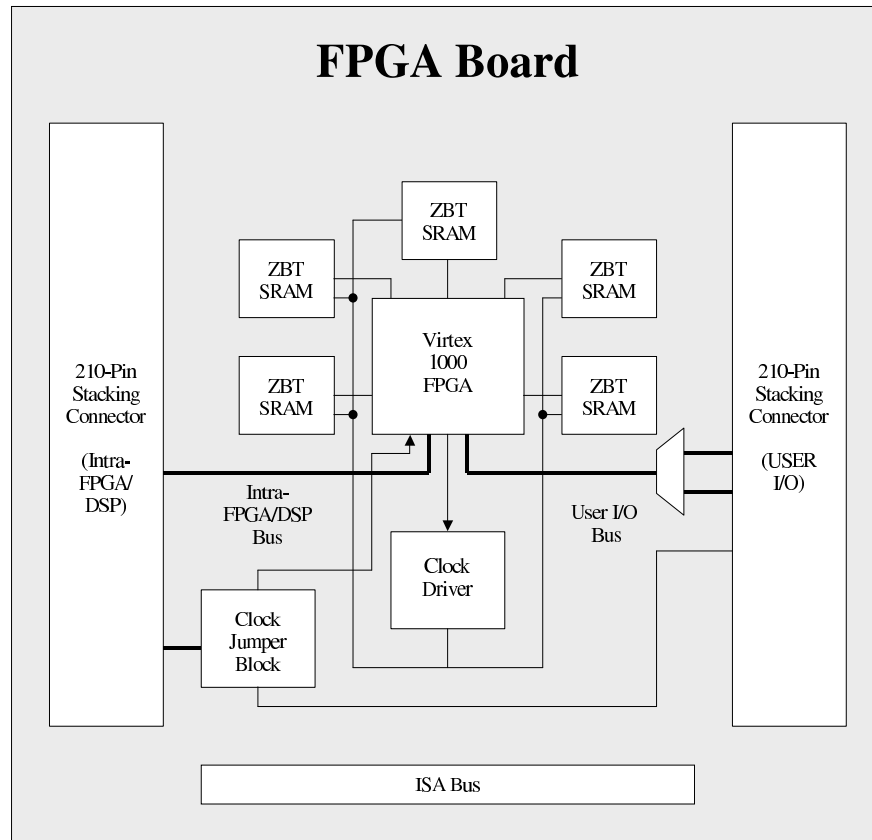 FPGA Board
ZBT
SRAM
ZBT
SRAM
ZBT
SRAM
Virtex
1000
FPGA
ZBT
SRAM
ZBT
SRAM
210-Pin
Stacking
Connector
(Intra-
FPGA/
DSP)
210-Pin
Stacking
Connector
(USER
I/O)
Intra-
FPGA/DSP
Bus
User I/O
Bus
Clock
Driver
Clock
Jumper
Block
ISA Bus